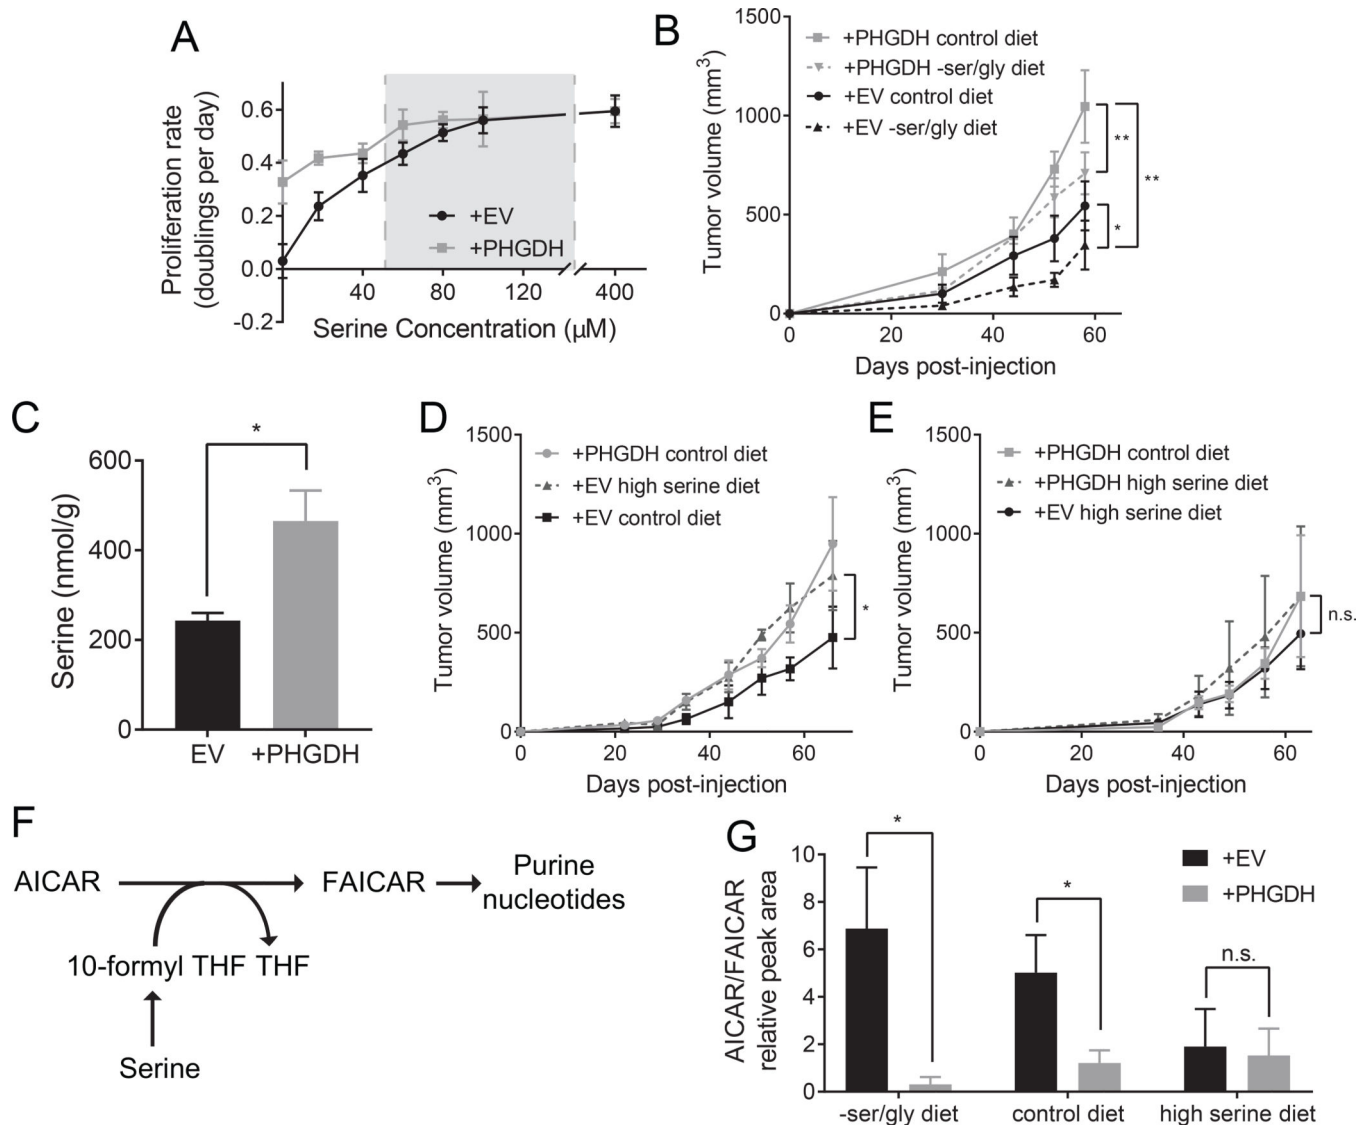 A
Proliferation rate
(doublings per day)
0.6
0.4
0.2
0.0
-0.2
40
80
120
400
+EV
+PHGDH
Serine Concentration (μM)
B
Tumor volume (mm³)
1500
1000
500
0
0
20
40
60
+PHGDH control diet
+PHGDH -ser/gly diet
+EV control diet
+EV -ser/gly diet
**
*
**
Days post-injection
C
Serine (nmol/g)
600
400
200
0
*
EV
+PHGDH
D
Tumor volume (mm³)
1500
1000
500
0
0
20
40
60
+PHGDH control diet
+EV high serine diet
+EV control diet
*
Days post-injection
E
Tumor volume (mm³)
1500
1000
500
0
0
20
40
60
+PHGDH control diet
+PHGDH high serine diet
+EV high serine diet
n.s.
Days post-injection
F
AICAR
FAICAR
Purine
nucleotides
10-formyl THF THF
Serine
G
AICAR/FAICAR
relative peak area
10
8
6
4
2
0
*
*
n.s.
+EV
+PHGDH
-ser/gly diet
control diet
high serine diet